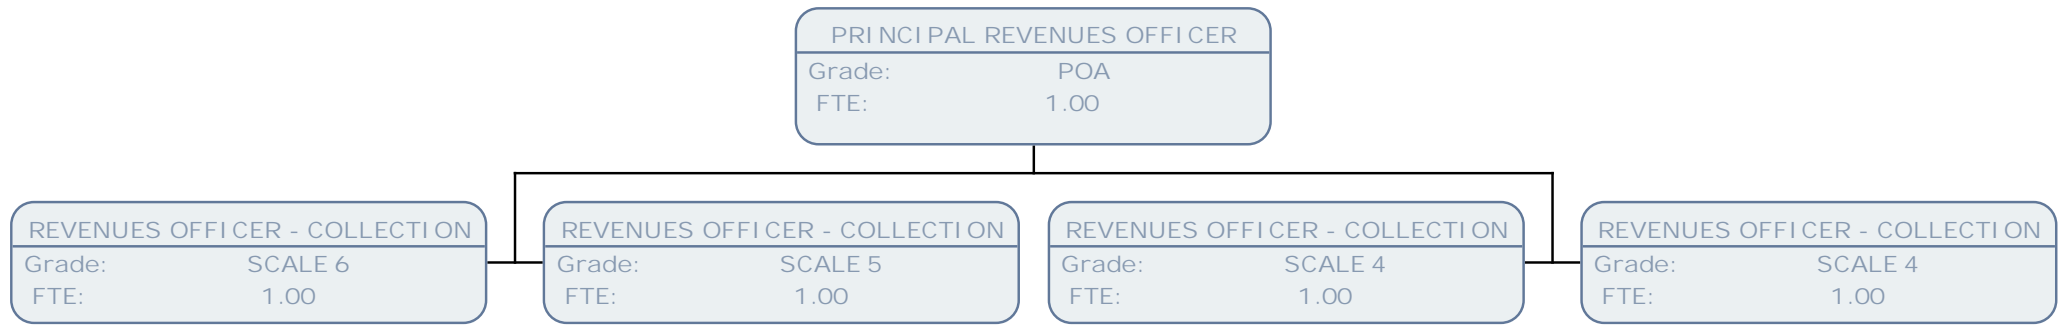 PRINCIPAL REVENUES OFFICER
Grade: POA
FTE: 1.00
REVENUES OFFICER - COLLECTION
Grade: SCALE 6
FTE: 1.00
REVENUES OFFICER - COLLECTION
Grade: SCALE 5
FTE: 1.00
REVENUES OFFICER - COLLECTION
Grade: SCALE 4
FTE: 1.00
REVENUES OFFICER - COLLECTION
Grade: SCALE 4
FTE: 1.00